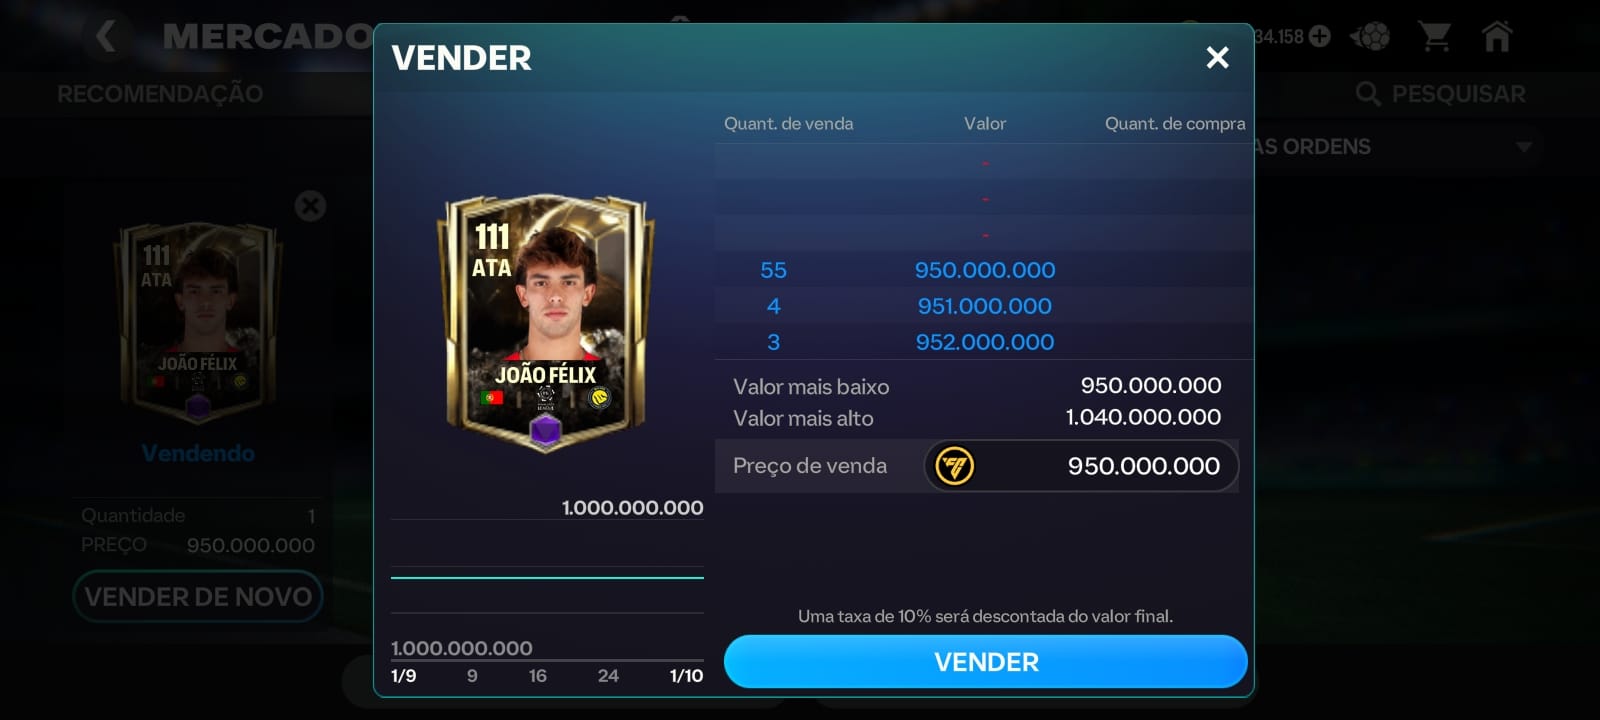 MERCADO
34.158
RECOMENDAÇÃO
PESQUISAR
AS ORDENS
111
ATA
JOÃO FÉLIX
Vendendo
Quantidade 1
PREÇO 950.000.000
VENDER DE NOVO
VENDER
111
ATA
JOÃO FÉLIX
1.000.000.000
1.000.000.000
1/9 9 16 24 1/10
Quant. de venda Valor Quant. de compra
-
-
-
55 950.000.000
4 951.000.000
3 952.000.000
Valor mais baixo 950.000.000
Valor mais alto 1.040.000.000
Preço de venda 950.000.000
Uma taxa de 10% será descontada do valor final.
VENDER